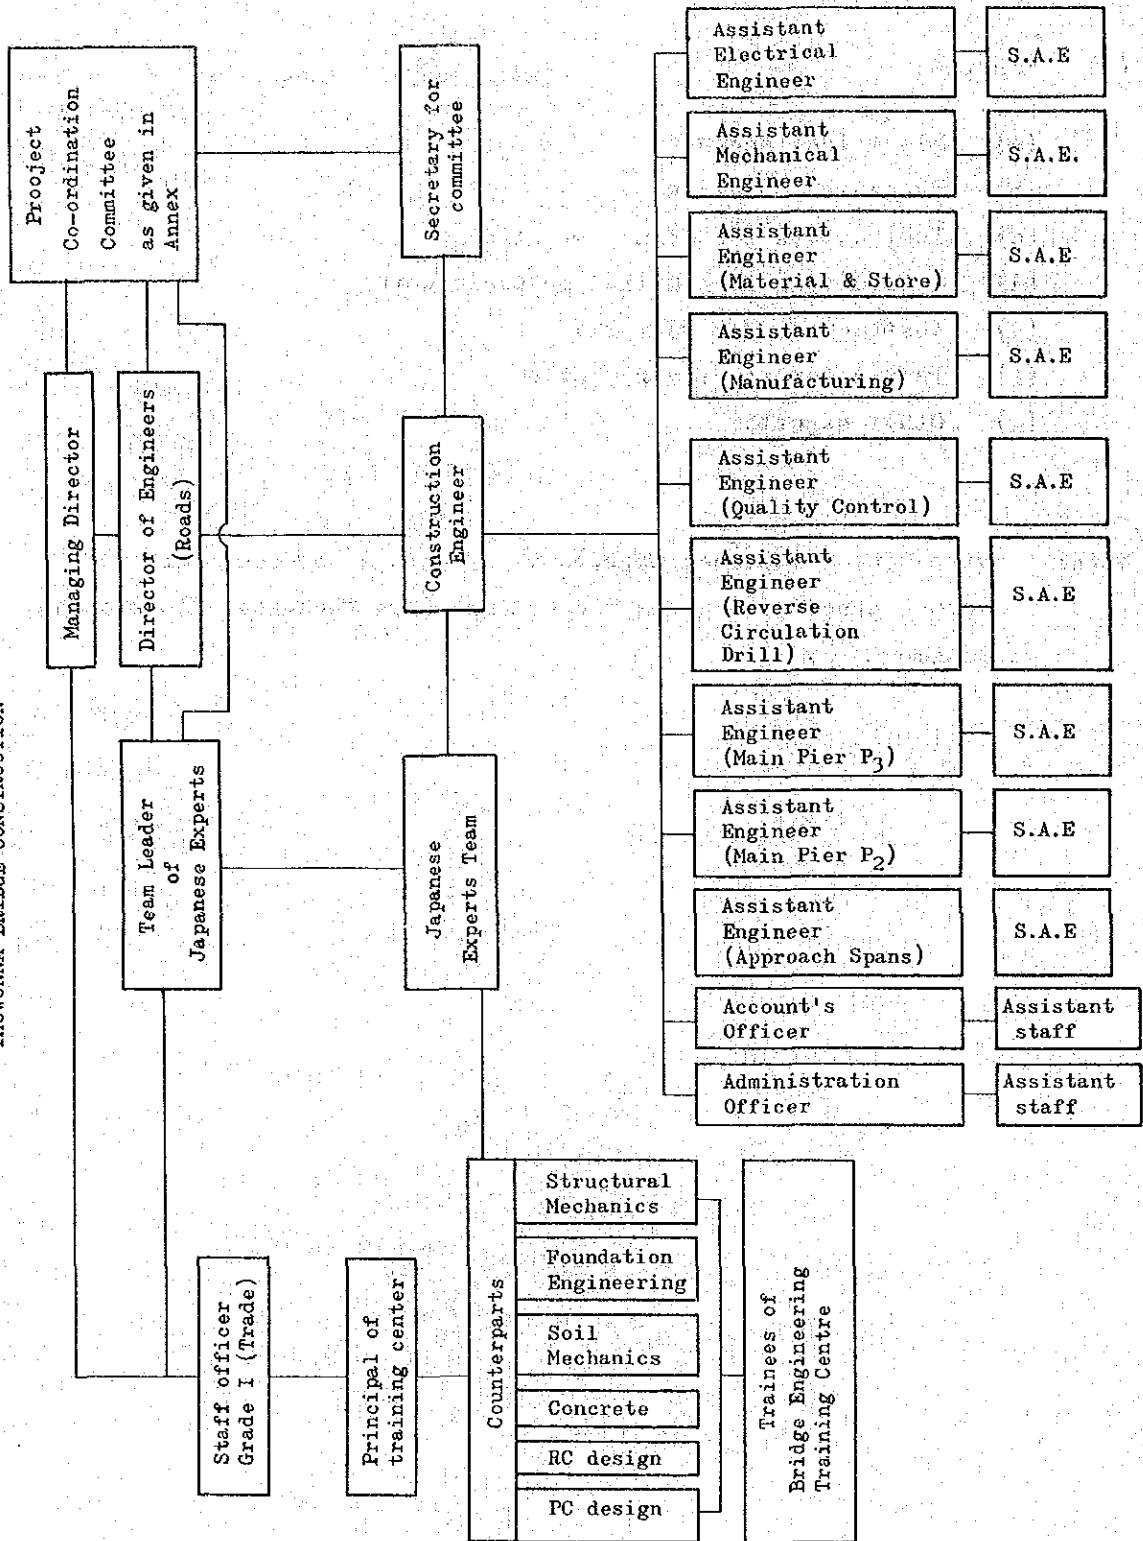 Prooject
Co-ordination
Committee
as given in
Annex
Secretary for
committee
Managing Director
Director of Engineers
(Roads)
Construction
Engineer
Team Leader
of
Japanese Experts
Japanese
Experts Team
Staff officer
Grade I (Trade)
Principal of
training center
Counterparts
Structural
Mechanics
Foundation
Engineering
Soil
Mechanics
Concrete
RC design
PC design
Trainees of
Bridge Engineering
Training Centre
Assistant
Electrical
Engineer
S.A.E
Assistant
Mechanical
Engineer
S.A.E.
Assistant
Engineer
(Material & Store)
S.A.E
Assistant
Engineer
(Manufacturing)
S.A.E
Assistant
Engineer
(Quality Control)
S.A.E
Assistant
Engineer
(Reverse
Circulation
Drill)
S.A.E
Assistant
Engineer
(Main Pier P3)
S.A.E
Assistant
Engineer
(Main Pier P2)
S.A.E
Assistant
Engineer
(Approach Spans)
S.A.E
Account's
Officer
Assistant
staff
Administration
Officer
Assistant
staff